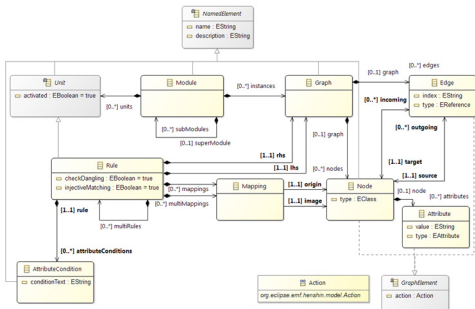 NamedElement
name : EString
description : EString
Unit
activated : EBoolean = true
Module
Graph
Edge
index : EString
type : EReference
[0..*] units
[0..*] instances
[0..1] graph
[0..*] edges
[0..*] subModules
[0..1] superModule
[0..*] incoming
[0..*] outgoing
[0..1] graph
[1..1] rhs
[1..1] lhs
[0..*] nodes
[1..1] target
[1..1] source
Rule
checkDangling : EBoolean = true
injectiveMatching : EBoolean = true
[0..*] mappings
[0..*] multiMappings
Mapping
[1..1] origin
[1..1] image
Node
type : EClass
[0..1] node
[0..*] attributes
[1..1] rule
[0..*] multiRules
Attribute
value : EString
type : EAttribute
[0..*] attributeConditions
AttributeCondition
conditionText : EString
Action
org.eclipse.emf.henshin.model.Action
GraphElement
action : Action